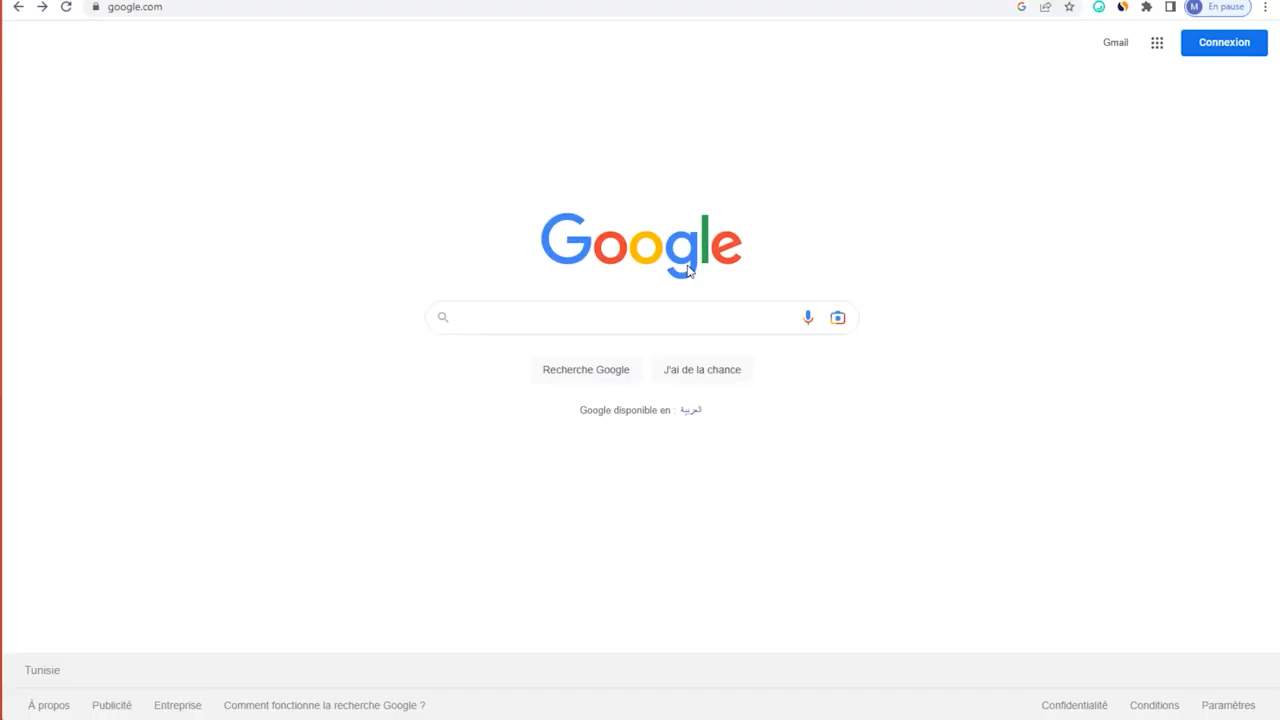 google.com
M En pause
Gmail
Connexion
Google
Recherche Google
J'ai de la chance
Google disponible en : العربية
Tunisie
À propos
Publicité
Entreprise
Comment fonctionne la recherche Google ?
Confidentialité
Conditions
Paramètres